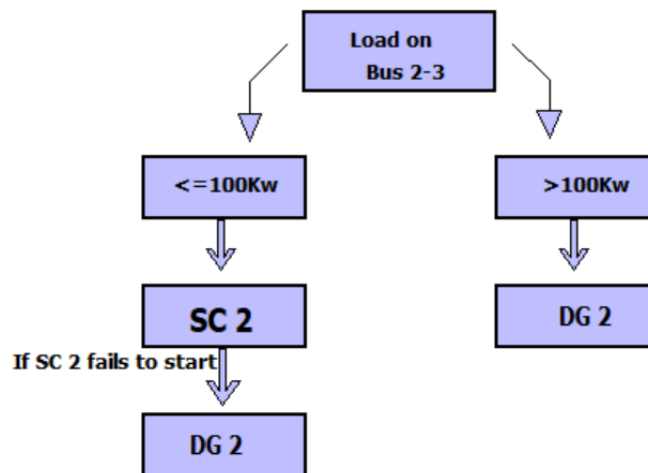 Load on
Bus 2-3
<=100Kw
>100Kw
SC 2
DG 2
If SC 2 fails to start
DG 2